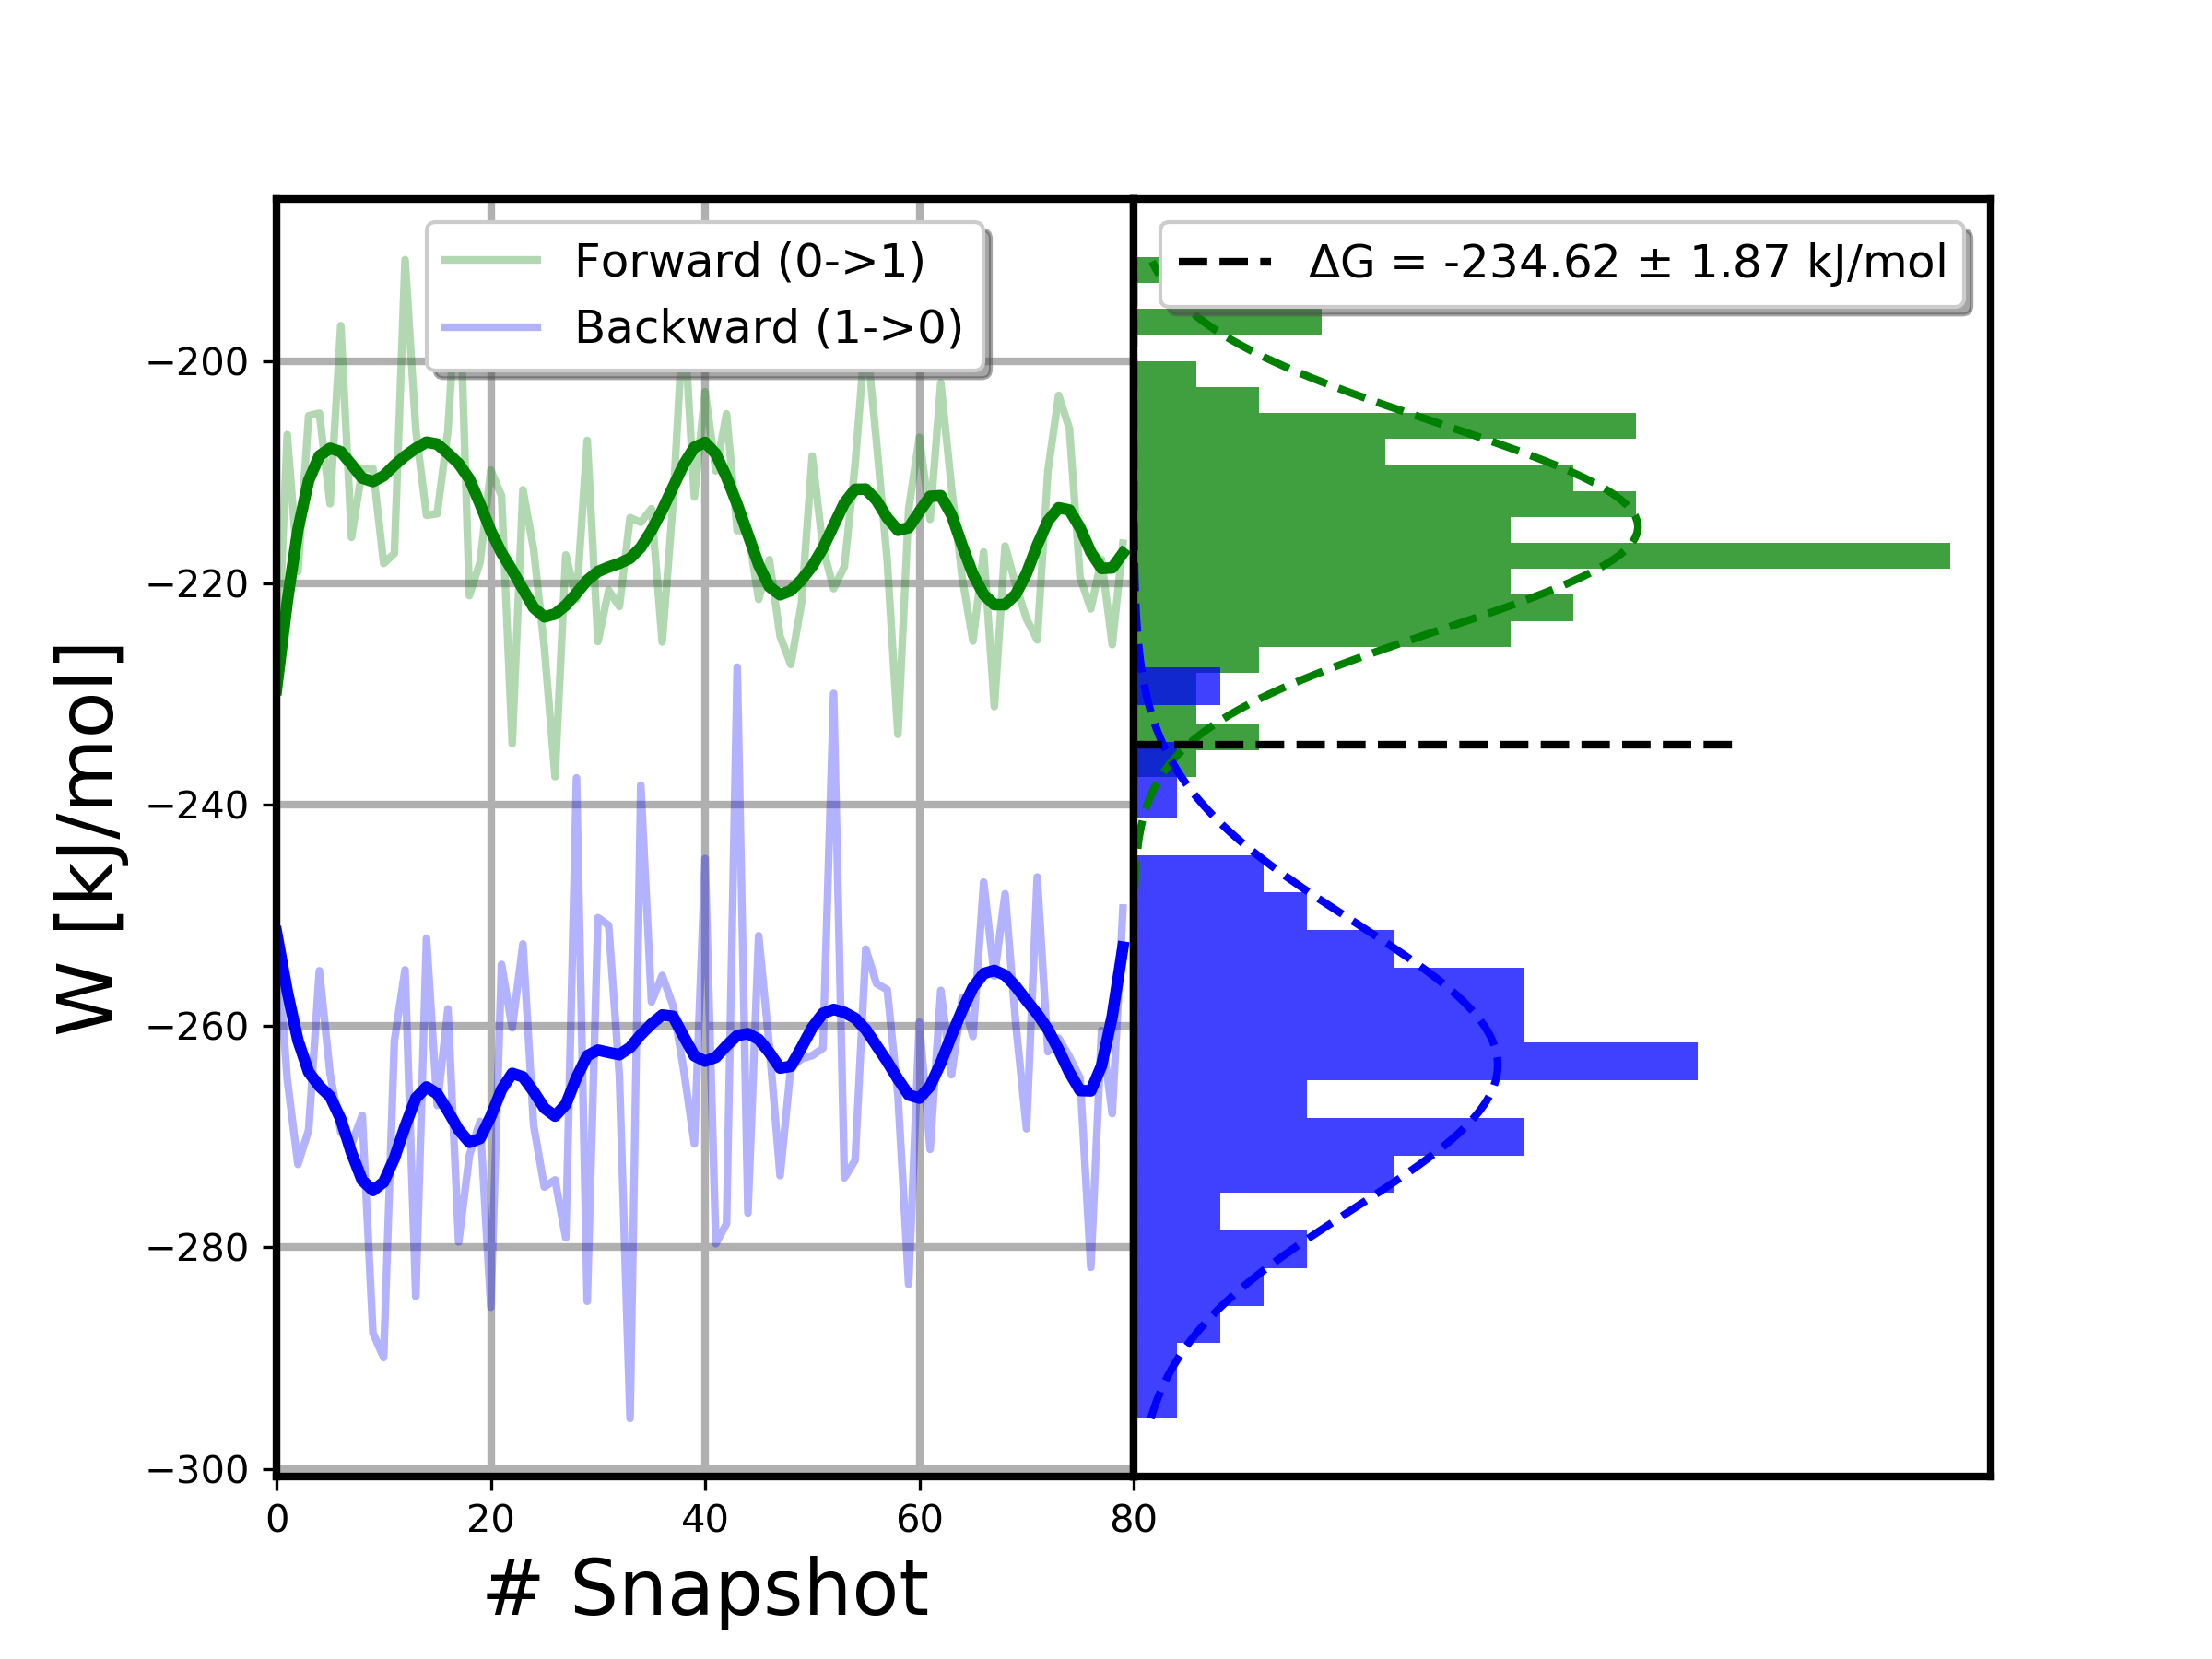 Forward (0->1)
Backward (1->0)
ΔG = -234.62 ± 1.87 kJ/mol
W [kJ/mol]
−200
−220
−240
−260
−280
−300
0 20 40 60 80
# Snapshot